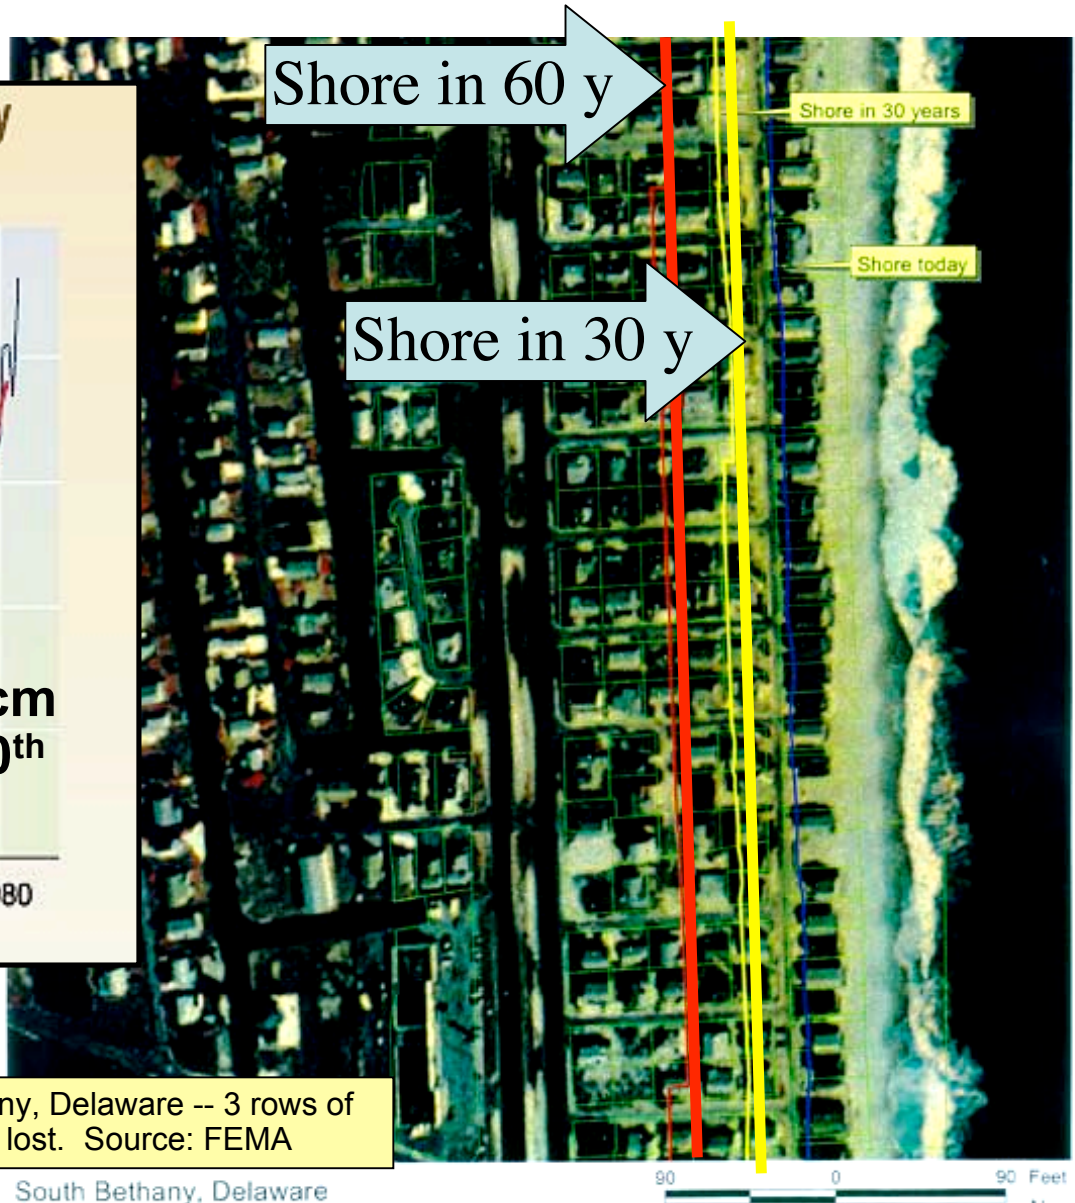 Shore in 60 y
Shore in 30 years
Shore today
Shore in 30 y
cm
th
80
Delaware -- 3 rows of
lost. Source: FEMA
South Bethany, Delaware
90 0 90 Feet